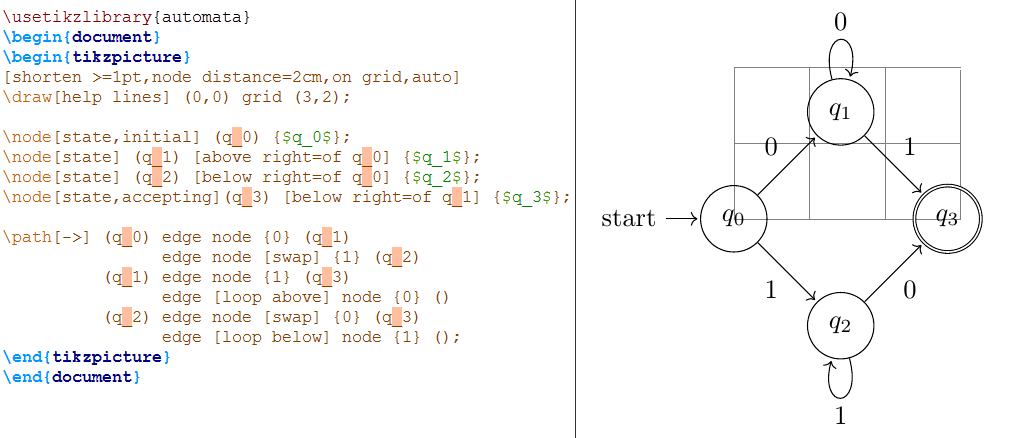 \usetikzlibrary{automata}
\begin{document}
\begin{tikzpicture}
[shorten >=1pt,node distance=2cm,on grid,auto]
\draw[help lines] (0,0) grid (3,2);
\node[state,initial] (q_0) {$q_0$};
\node[state] (q_1) [above right=of q_0] {$q_1$};
\node[state] (q_2) [below right=of q_0] {$q_2$};
\node[state,accepting](q_3) [below right=of q_1] {$q_3$};
\path[->] (q_0) edge node {0} (q_1)
edge node [swap] {1} (q_2)
(q_1) edge node {1} (q_3)
edge [loop above] node {0} ()
(q_2) edge node [swap] {0} (q_3)
edge [loop below] node {1} ();
\end{tikzpicture}
\end{document}
0
q1
0 1
start q0 q3
1 0
q2
1